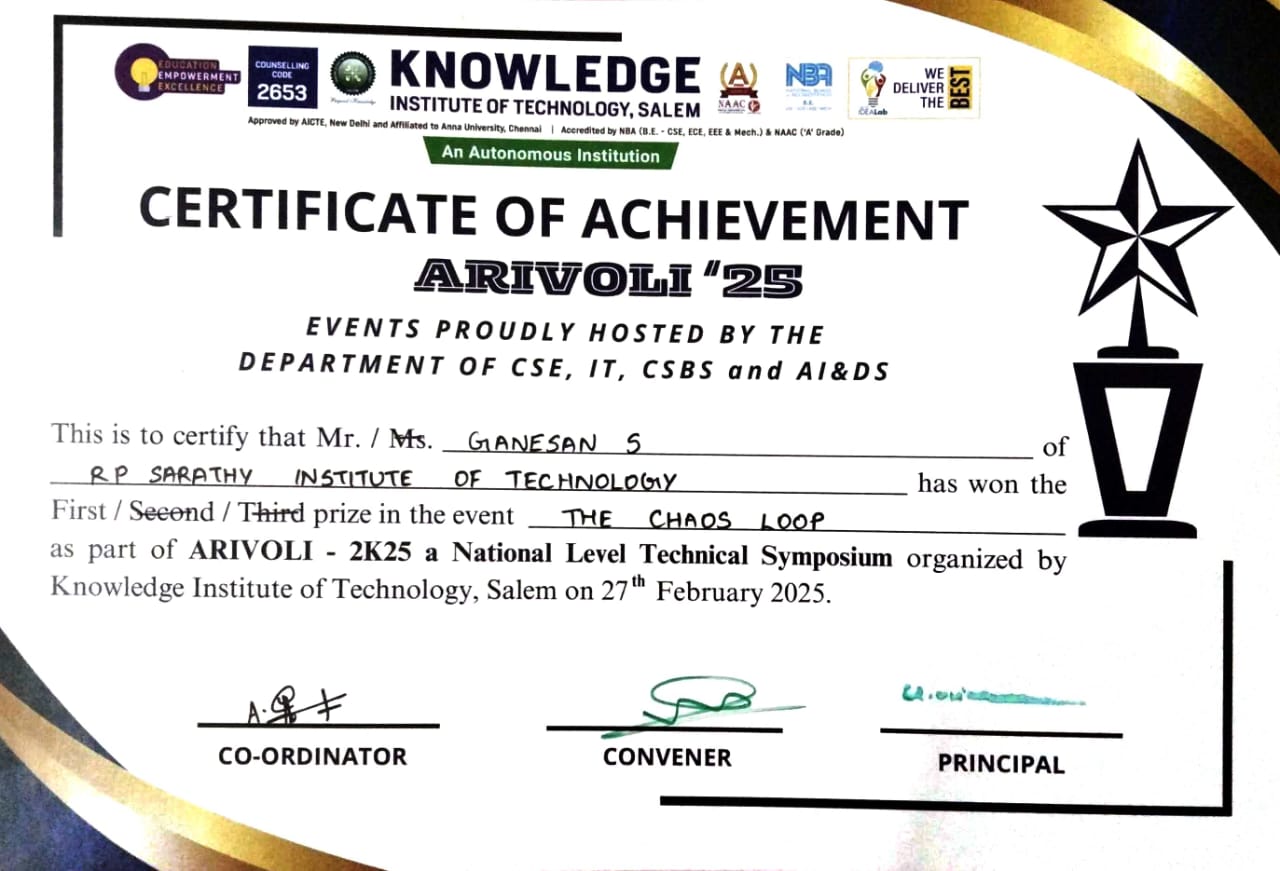 EDUCATION
EMPOWERMENT
EXCELLENCE
COUNSELLING
CODE
2653
KNOWLEDGE
INSTITUTE OF TECHNOLOGY, SALEM
NAAC
NBA
iDEALab
WE
DELIVER
THE
BEST
Approved by AICTE, New Delhi and Affiliated to Anna University, Chennai | Accredited by NBA (B.E. - CSE, ECE, EEE & Mech.) & NAAC ('A' Grade)
An Autonomous Institution
CERTIFICATE OF ACHIEVEMENT
ARIVOLI "25
EVENTS PROUDLY HOSTED BY THE
DEPARTMENT OF CSE, IT, CSBS and AI&DS
This is to certify that Mr. / Ms. GANESAN S of
R P SARATHY INSTITUTE OF TECHNOLOGY has won the
First / Second / Third prize in the event THE CHAOS LOOP
as part of ARIVOLI - 2K25 a National Level Technical Symposium organized by
Knowledge Institute of Technology, Salem on 27th February 2025.
CO-ORDINATOR
CONVENER
PRINCIPAL